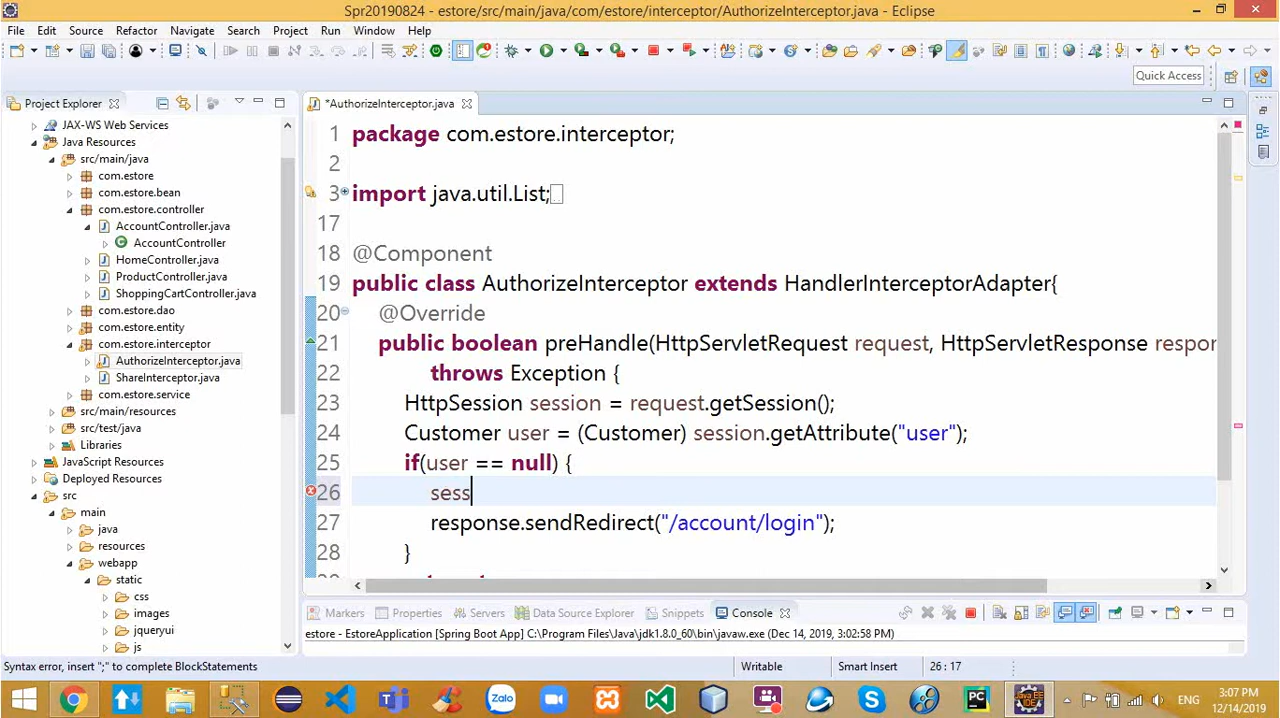 Spr20190824 - estore/src/main/java/com/estore/interceptor/AuthorizeInterceptor.java - Eclipse
File Edit Source Refactor Navigate Search Project Run Window Help
Quick Access
Project Explorer
*AuthorizeInterceptor.java
JAX-WS Web Services
Java Resources
src/main/java
com.estore
com.estore.bean
com.estore.controller
AccountController.java
AccountController
HomeController.java
ProductController.java
ShoppingCartController.java
com.estore.dao
com.estore.entity
com.estore.interceptor
AuthorizeInterceptor.java
ShareInterceptor.java
com.estore.service
src/main/resources
src/test/java
Libraries
JavaScript Resources
Deployed Resources
src
main
java
resources
webapp
static
css
images
jqueryui
js
1 package com.estore.interceptor;
2
3 import java.util.List;
17
18 @Component
19 public class AuthorizeInterceptor extends HandlerInterceptorAdapter{
20 @Override
21 public boolean preHandle(HttpServletRequest request, HttpServletResponse respor
22 throws Exception {
23 HttpSession session = request.getSession();
24 Customer user = (Customer) session.getAttribute("user");
25 if(user == null) {
26 sess
27 response.sendRedirect("/account/login");
28 }
Markers Properties Servers Data Source Explorer Snippets Console
estore - EstoreApplication [Spring Boot App] C:\Program Files\Java\jdk1.8.0_60\bin\javaw.exe (Dec 14, 2019, 3:02:58 PM)
Syntax error, insert ";" to complete BlockStatements
Writable
Smart Insert
26 : 17
Zalo
ENG
3:07 PM
12/14/2019